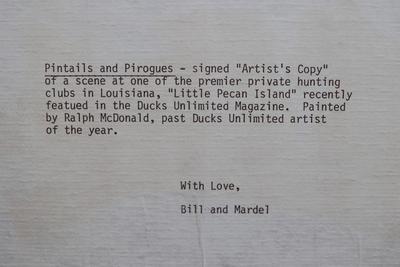 Pintails and Pirogues - signed "Artist's Copy"
of a scene at one of the premier private hunting
clubs in Louisiana, "Little Pecan Island" recently
featued in the Ducks Unlimited Magazine.  Painted
by Ralph McDonald, past Ducks Unlimited artist
of the year.
With Love,
Bill and Mardel